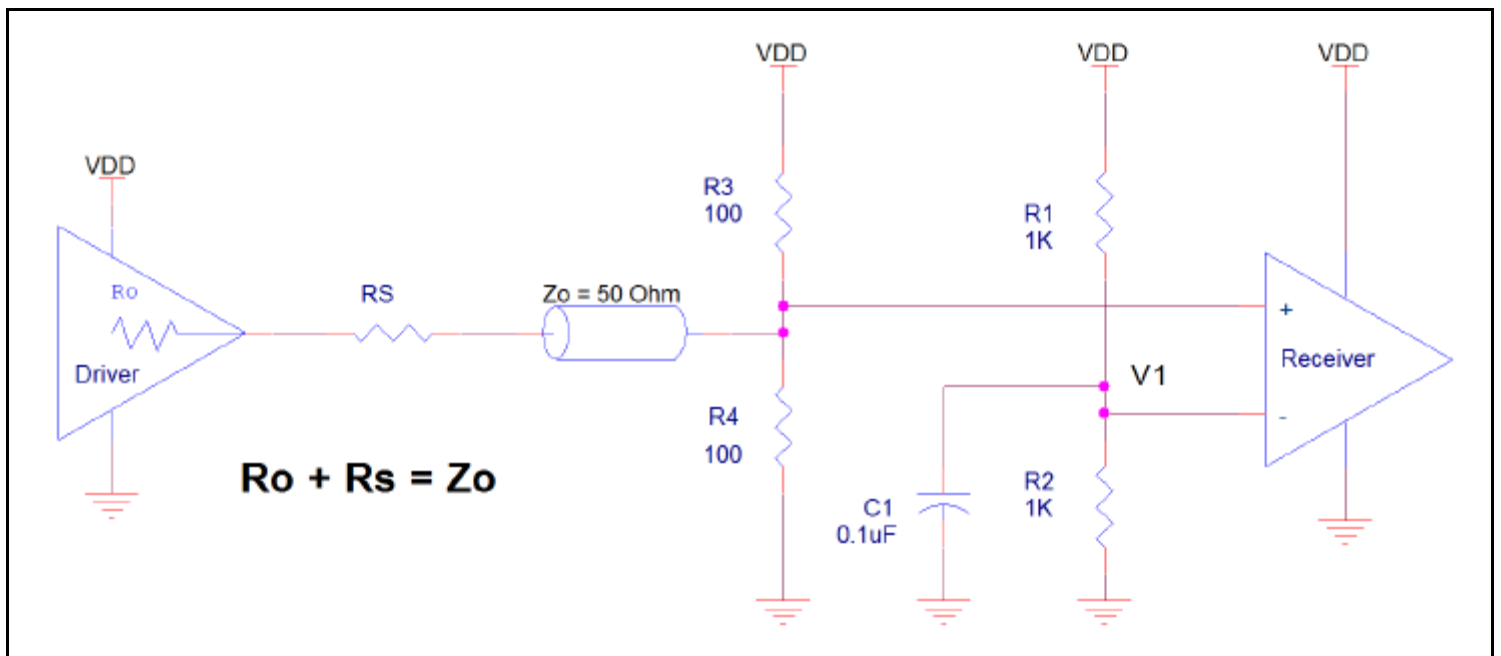 VDD
VDD
VDD
VDD
R3
100
R1
1K
Ro
RS
Zo = 50 Ohm
+
Driver
Receiver
V1
R4
100
-
Ro + Rs = Zo
R2
1K
C1
0.1uF